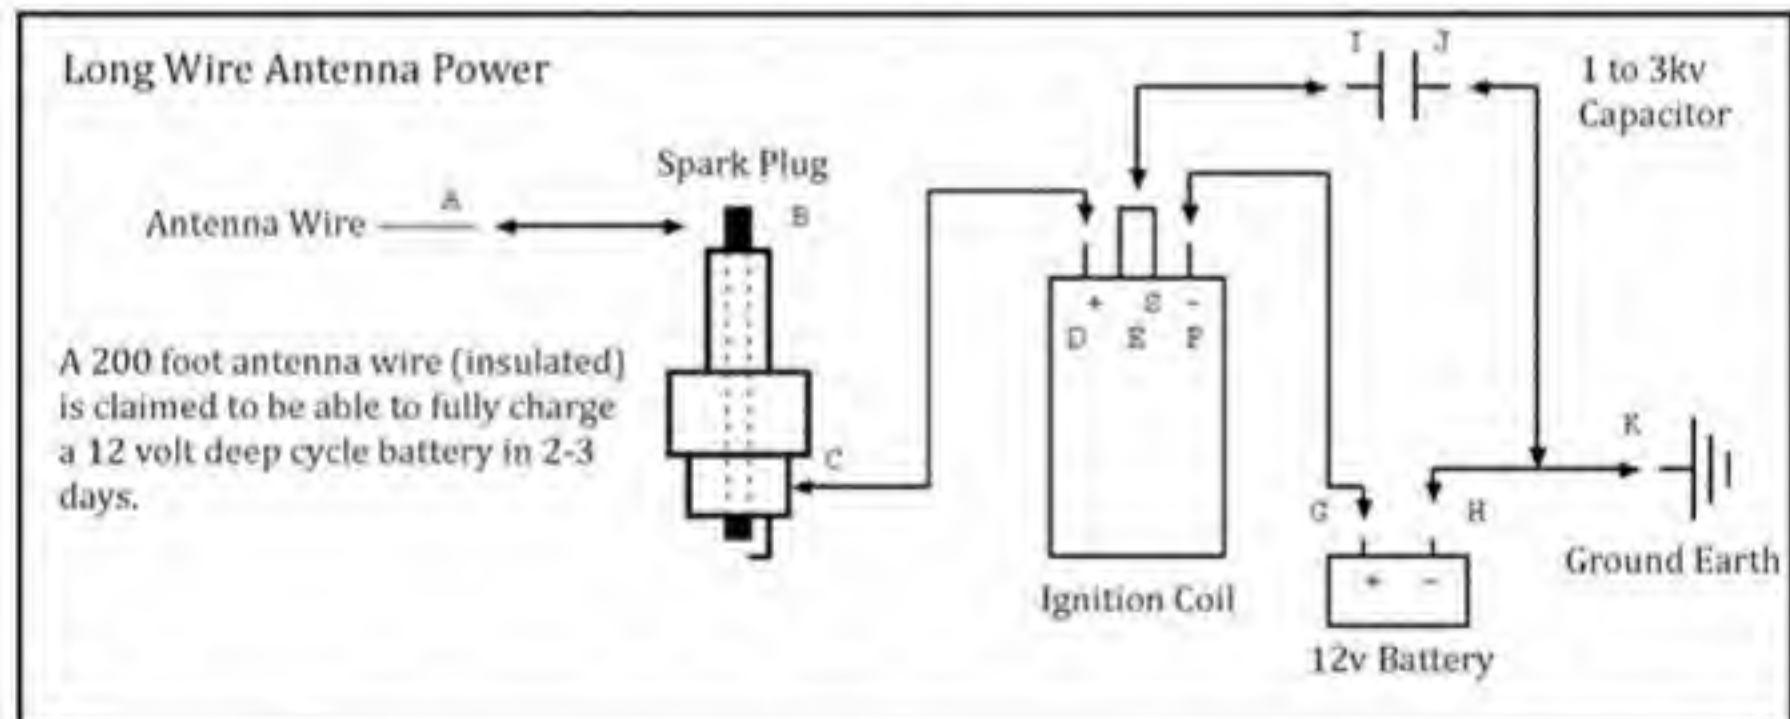 Long Wire Antenna Power
I J
1 to 3kv
Capacitor
Spark Plug
Antenna Wire
A
B
A 200 foot antenna wire (insulated)
is claimed to be able to fully charge
a 12 volt deep cycle battery in 2-3
days.
C
+ S -
D E F
Ignition Coil
G H
+ -
12v Battery
K
Ground Earth